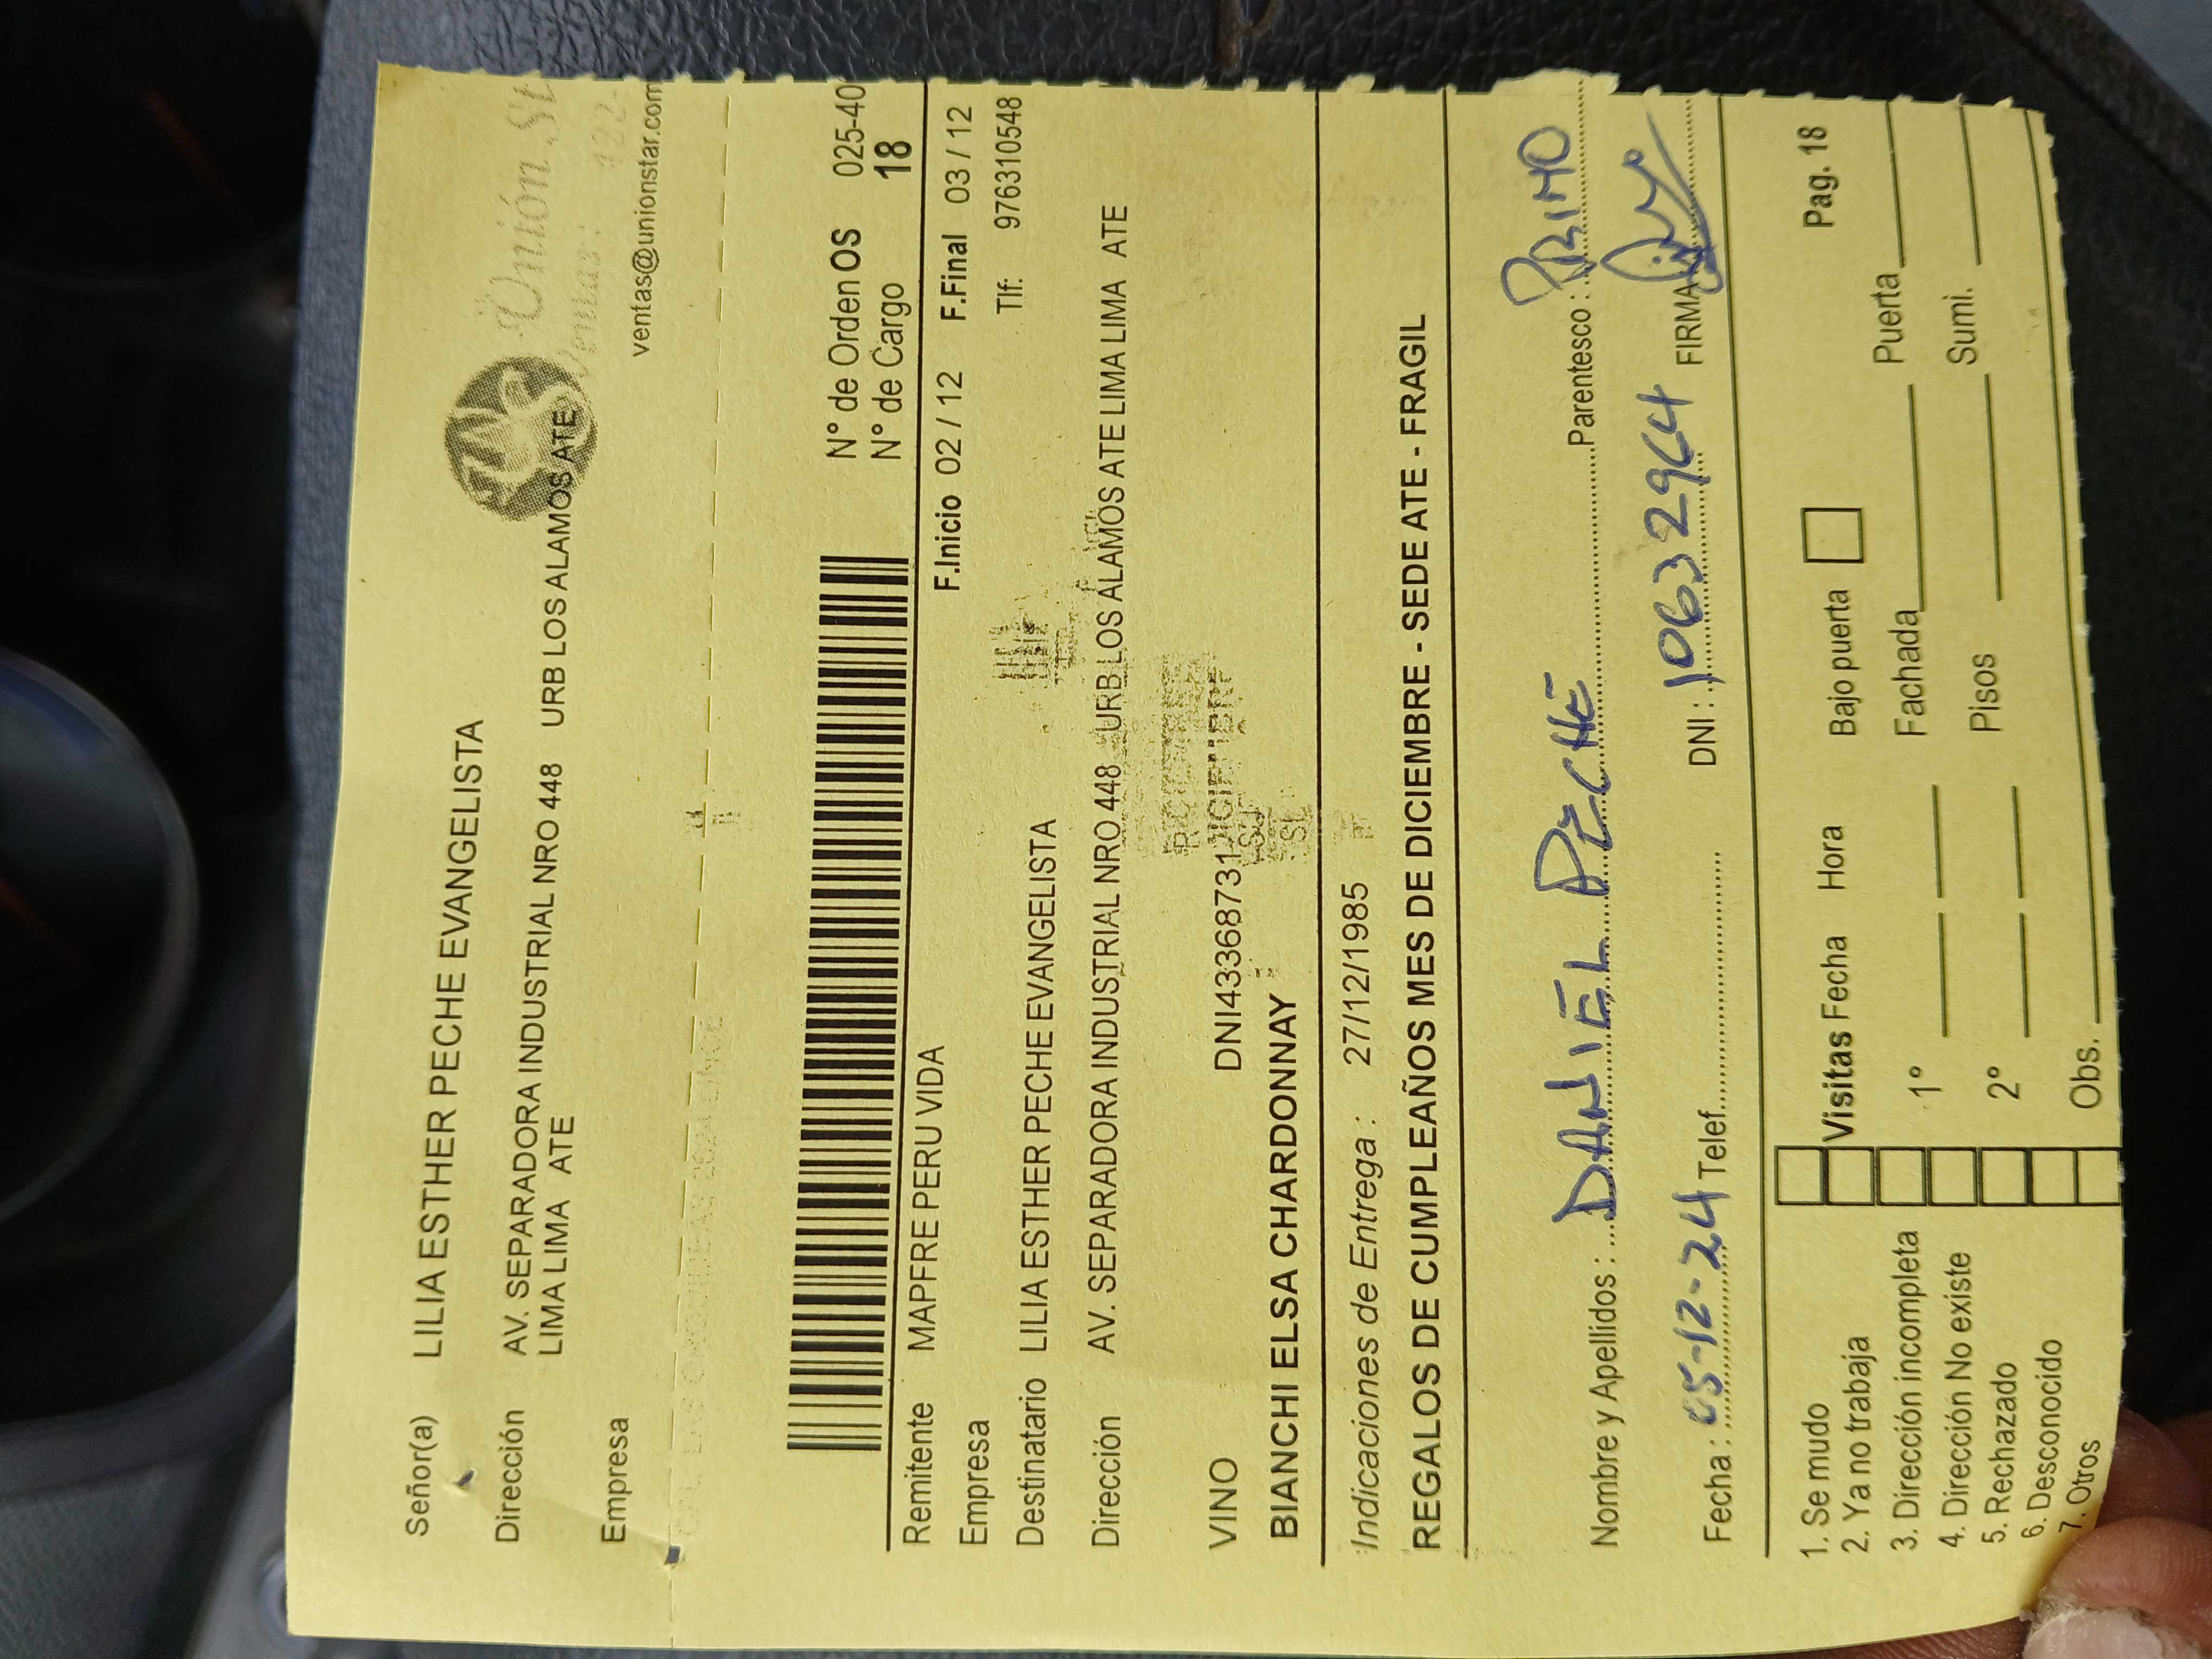 Señor(a) LILIA ESTHER PECHE EVANGELISTA
Unión St
Ventas: 422-
Dirección AV. SEPARADORA INDUSTRIAL NRO 448 URB LOS ALAMOS ATE
LIMA LIMA ATE
Empresa
ventas@unionstar.com
N° de Orden OS 025-40
N° de Cargo 18
Remitente MAPFRE PERU VIDA
F.Inicio 02 / 12 F.Final 03 / 12
Empresa
Tlf: 976310548
Destinatario LILIA ESTHER PECHE EVANGELISTA
Dirección AV. SEPARADORA INDUSTRIAL NRO 448 URB LOS ALAMOS ATE LIMA LIMA ATE
VINO DNI43368731
BIANCHI ELSA CHARDONNAY
Indicaciones de Entrega : 27/12/1985
REGALOS DE CUMPLEAÑOS MES DE DICIEMBRE - SEDE ATE - FRAGIL
Nombre y Apellidos : DANIEL PECHE Parentesco : PRIMO
Fecha : 05-12-24 Telef. DNI : 10632964 FIRMA
1. Se mudo
2. Ya no trabaja
3. Dirección incompleta
4. Dirección No existe
5. Rechazado
6. Desconocido
7. Otros
Visitas Fecha Hora Bajo puerta Pag. 18
1° Fachada Puerta
2° Pisos Sumi.
Obs.